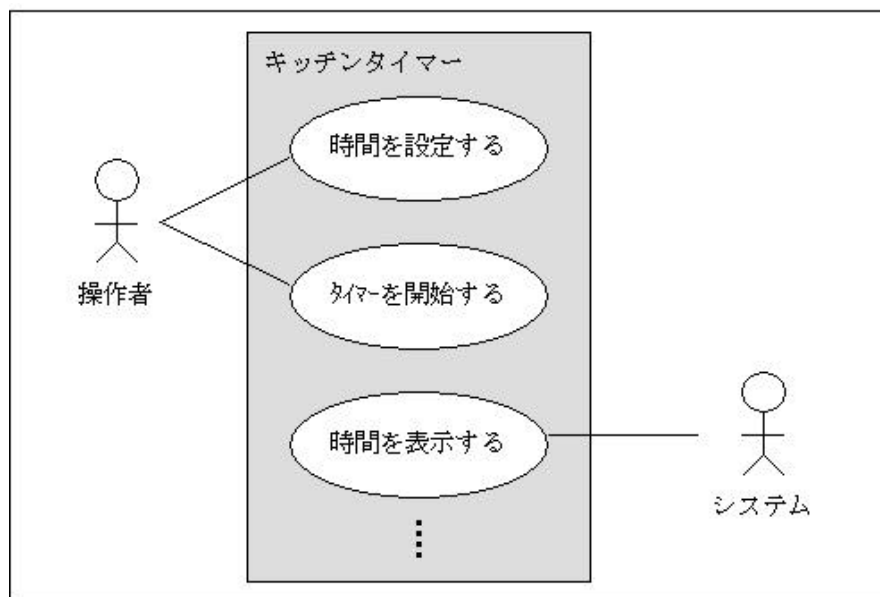 キッチンタイマー
時間を設定する
操作者
ﾀｲﾏｰを開始する
時間を表示する
システム